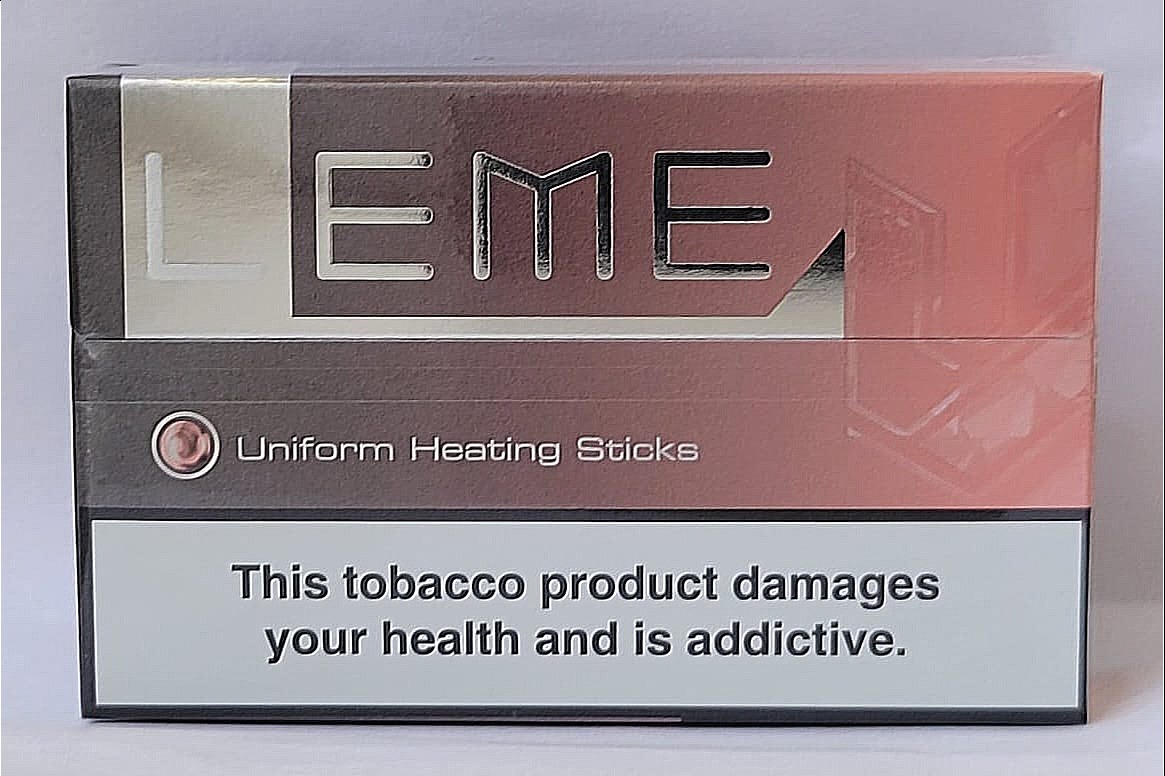 LEME
Uniform Heating Sticks
This tobacco product damages
your health and is addictive.